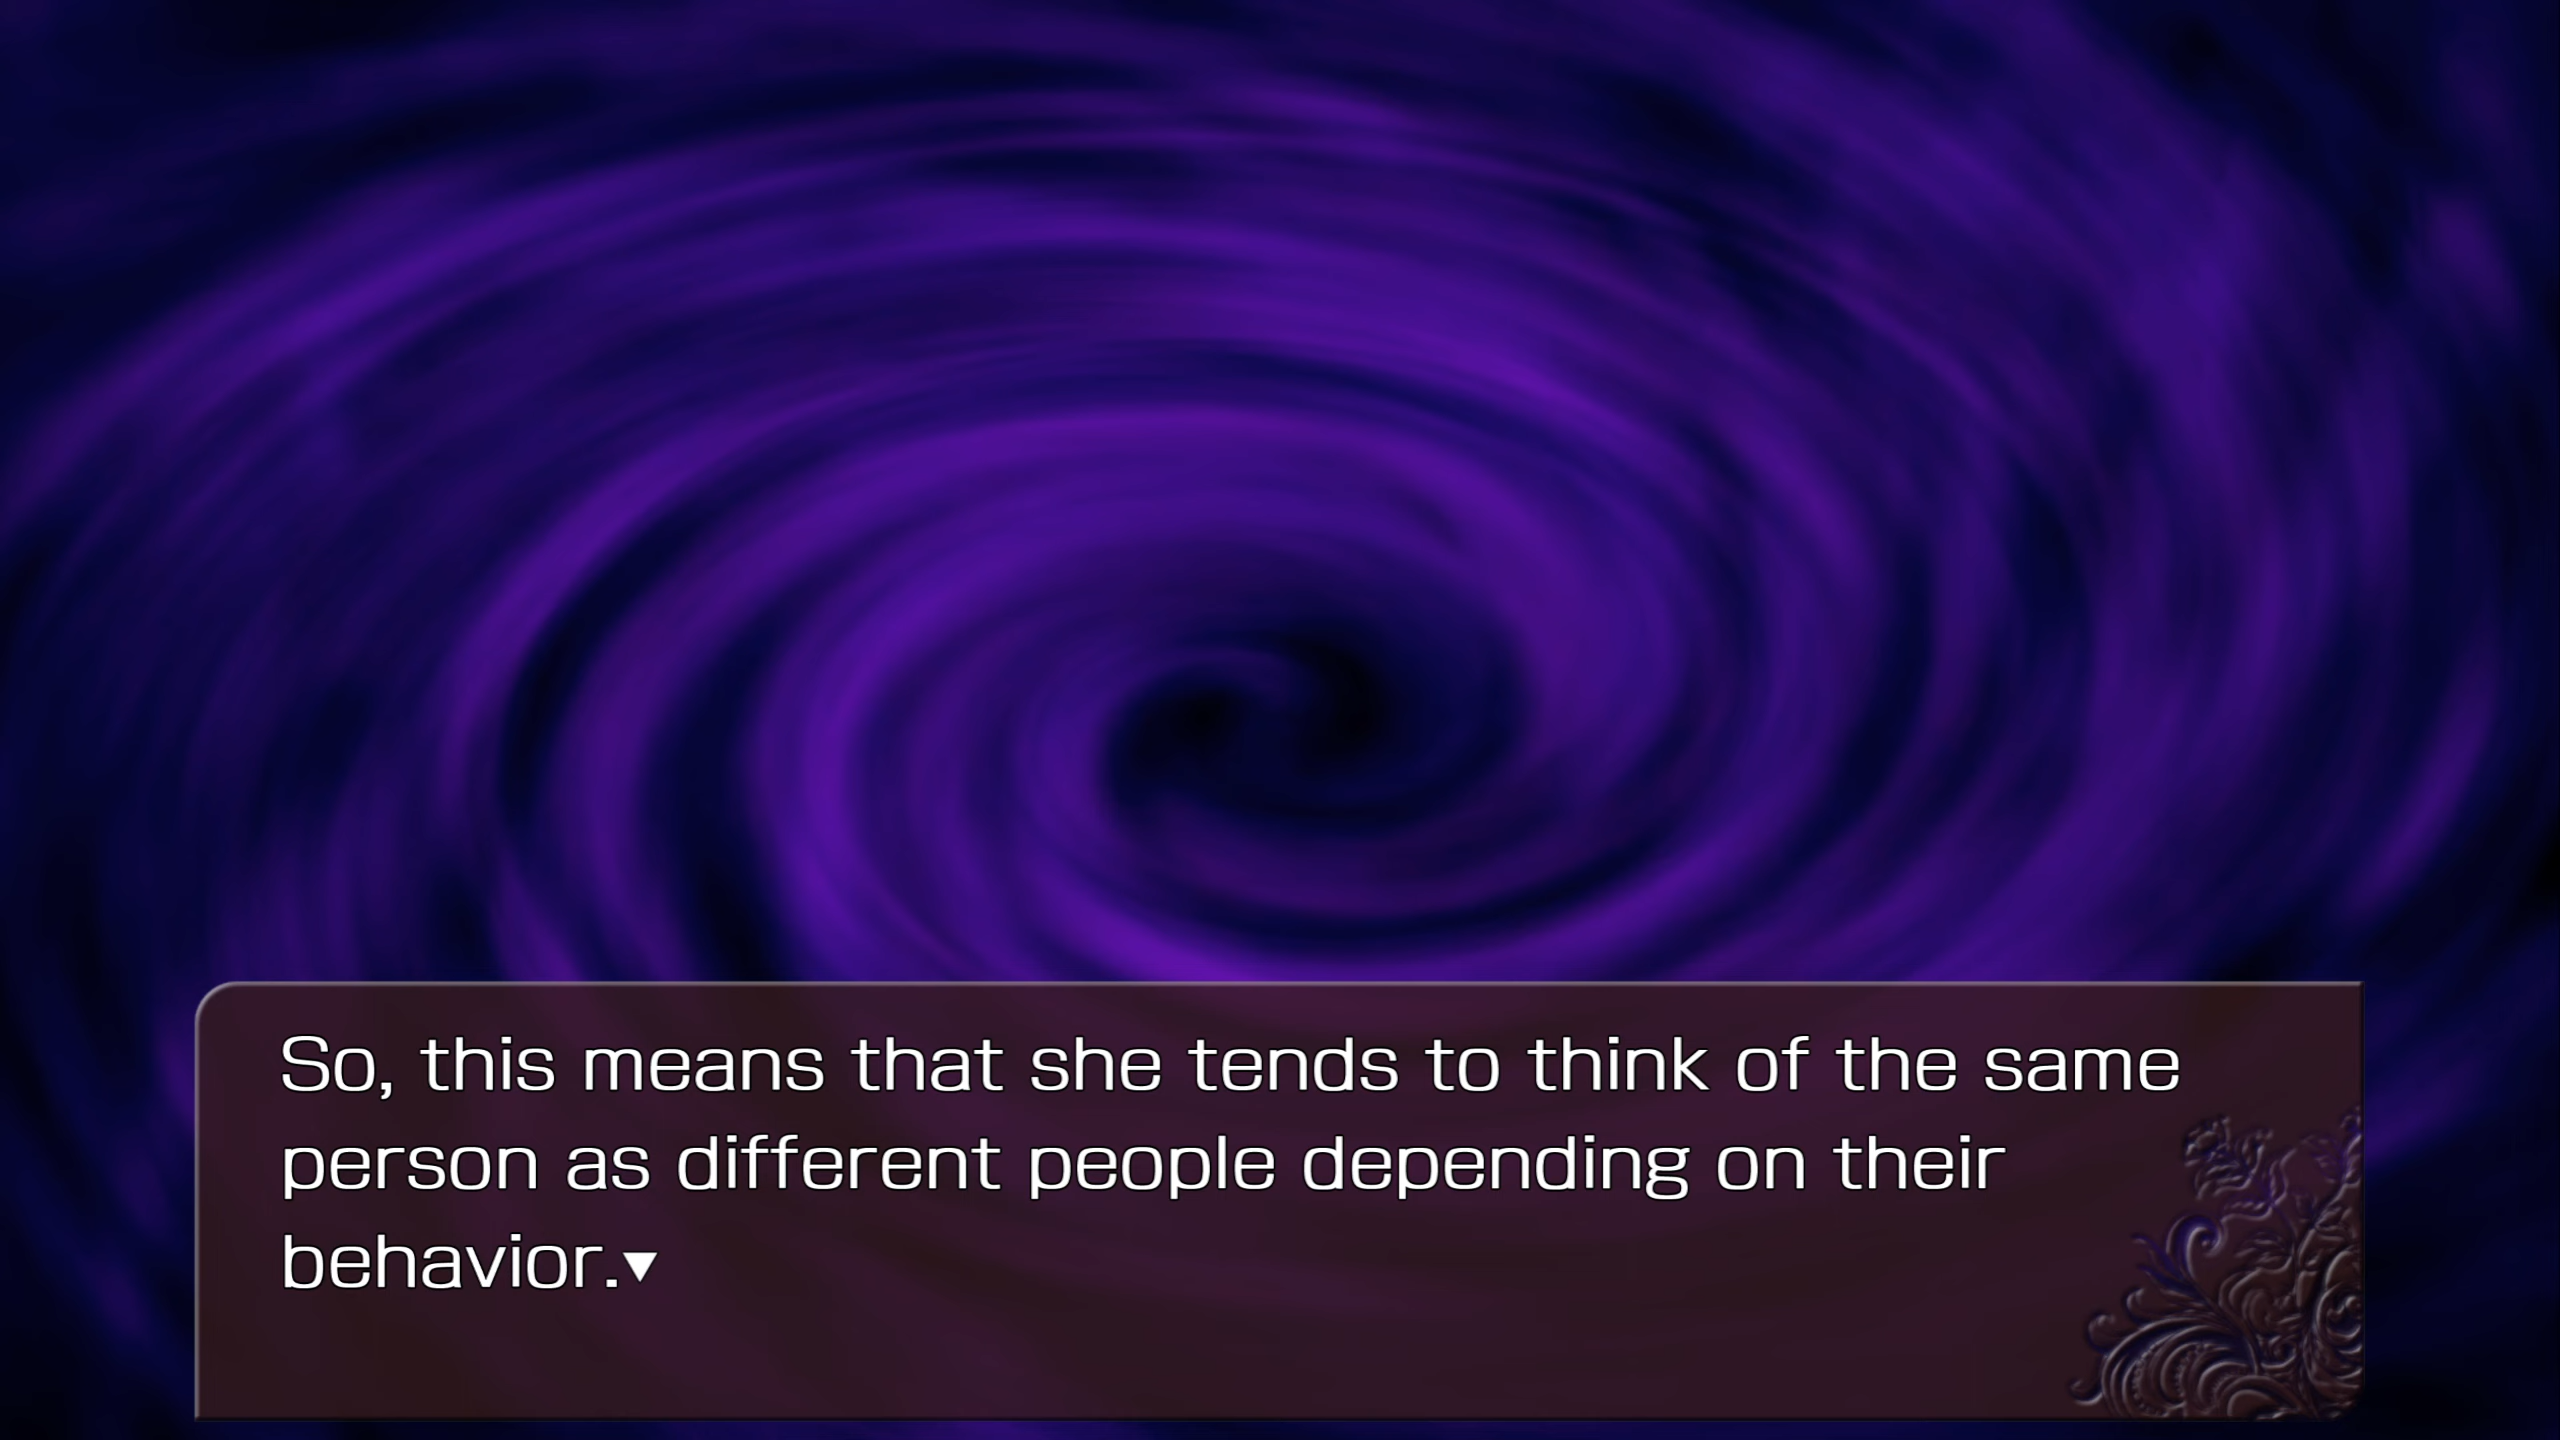 So, this means that she tends to think of the same
person as different people depending on their
behavior.▼